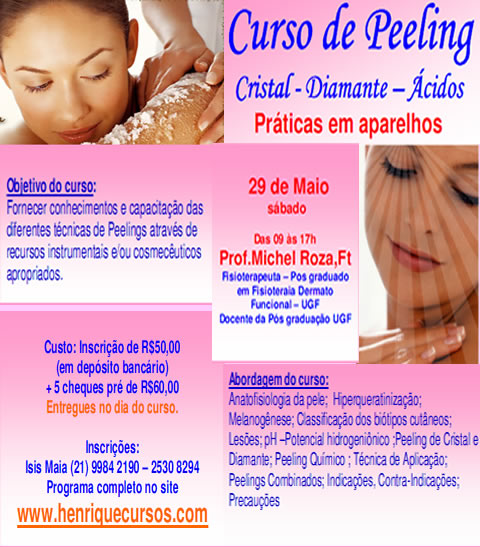 Curso de Peeling
Cristal - Diamante – Ácidos
Práticas em aparelhos
Objetivo do curso:
Fornecer conhecimentos e capacitação das
diferentes técnicas de Peelings através de
recursos instrumentais e/ou cosmecêuticos
apropriados.
29 de Maio
sábado
Das 09 às 17h
Prof.Michel Roza,Ft
Fisioterapeuta – Pos graduado
em Fisioteraia Dermato
Funcional – UGF
Docente da Pós graduação UGF
Custo: Inscrição de R$50,00
(em depósito bancário)
+ 5 cheques pré de R$60,00
Entregues no dia do curso.
Inscrições:
Isis Maia (21) 9984 2190 – 2530 8294
Programa completo no site
www.henriquecursos.com
Abordagem do curso:
Anatofisiologia da pele; Hiperqueratinização;
Melanogênese; Classificação dos biótipos cutâneos;
Lesões; pH –Potencial hidrogeniônico ;Peeling de Cristal e
Diamante; Peeling Químico ; Técnica de Aplicação;
Peelings Combinados; Indicações, Contra-Indicações;
Precauções